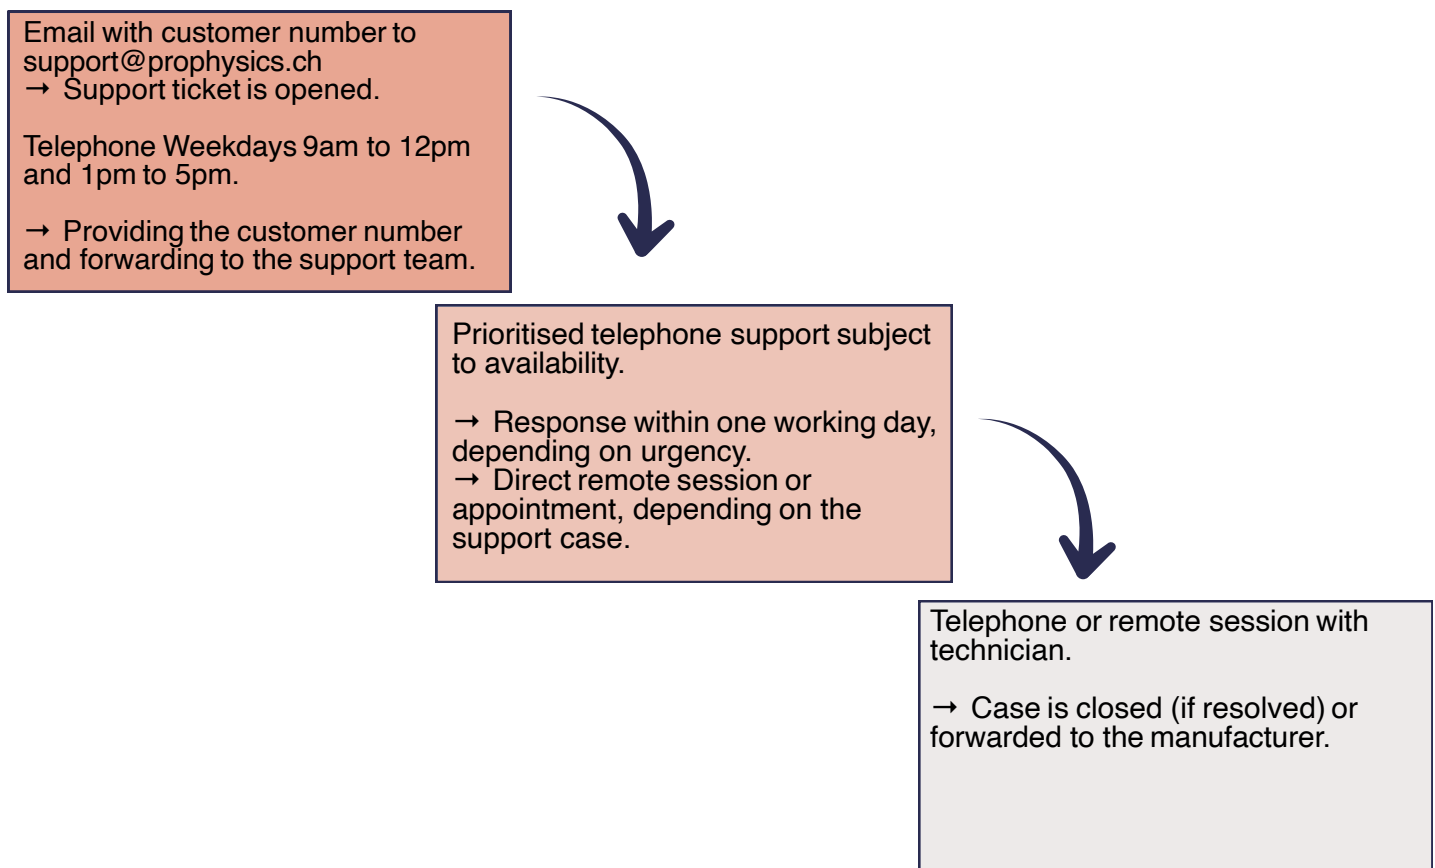 Email with customer number to
support@prophysics.ch
→ Support ticket is opened.
Telephone Weekdays 9am to 12pm
and 1pm to 5pm.
→ Providing the customer number
and forwarding to the support team.
Prioritised telephone support subject
to availability.
→ Response within one working day,
depending on urgency.
→ Direct remote session or
appointment, depending on the
support case.
Telephone or remote session with
technician.
→ Case is closed (if resolved) or
forwarded to the manufacturer.